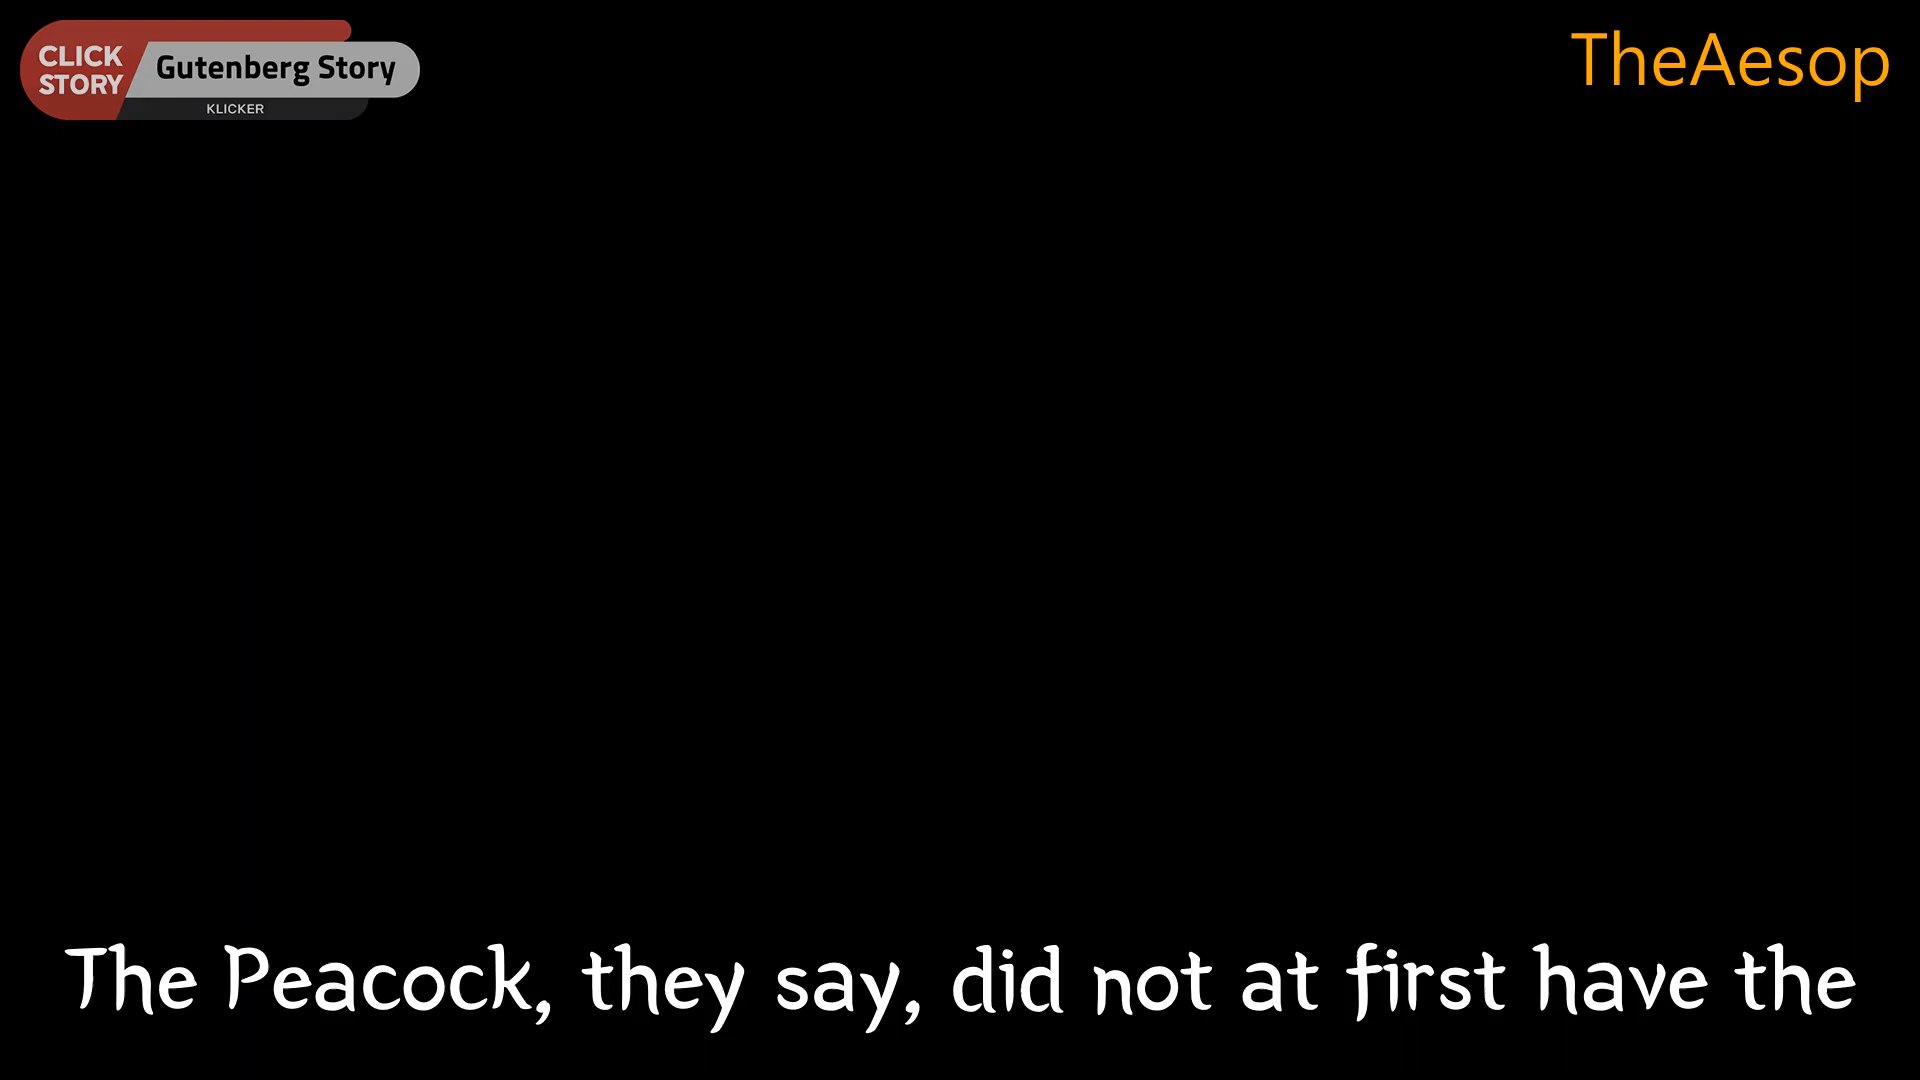 CLICK
STORY
Gutenberg Story
KLICKER
TheAesop
The Peacock, they say, did not at first have the